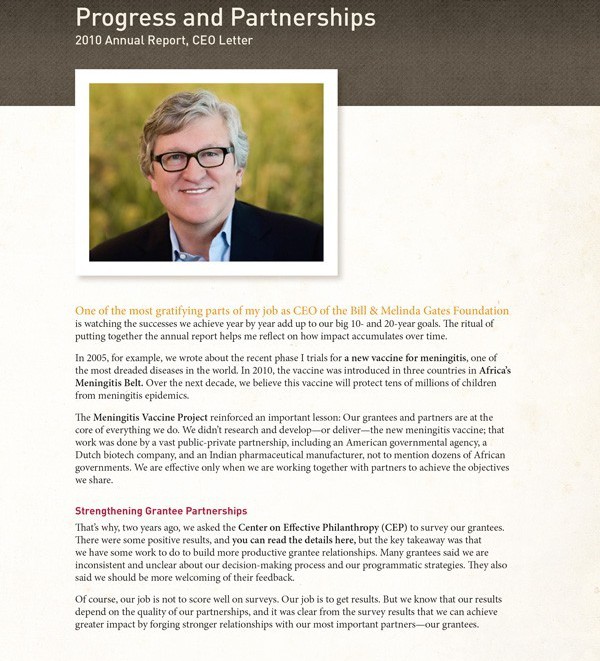 Progress and Partnerships
2010 Annual Report, CEO Letter
One of the most gratifying parts of my job as CEO of the Bill & Melinda Gates Foundation
is watching the successes we achieve year by year add up to our big 10- and 20-year goals. The ritual of
putting together the annual report helps me reflect on how impact accumulates over time.
In 2005, for example, we wrote about the recent phase I trials for a new vaccine for meningitis, one of
the most dreaded diseases in the world. In 2010, the vaccine was introduced in three countries in Africa's
Meningitis Belt. Over the next decade, we believe this vaccine will protect tens of millions of children
from meningitis epidemics.
The Meningitis Vaccine Project reinforced an important lesson: Our grantees and partners are at the
core of everything we do. We didn't research and develop—or deliver—the new meningitis vaccine; that
work was done by a vast public-private partnership, including an American governmental agency, a
Dutch biotech company, and an Indian pharmaceutical manufacturer, not to mention dozens of African
governments. We are effective only when we are working together with partners to achieve the objectives
we share.
Strengthening Grantee Partnerships
That's why, two years ago, we asked the Center on Effective Philanthropy (CEP) to survey our grantees.
There were some positive results, and you can read the details here, but the key takeaway was that
we have some work to do to build more productive grantee relationships. Many grantees said we are
inconsistent and unclear about our decision-making process and our programmatic strategies. They also
said we should be more welcoming of their feedback.
Of course, our job is not to score well on surveys. Our job is to get results. But we know that our results
depend on the quality of our partnerships, and it was clear from the survey results that we can achieve
greater impact by forging stronger relationships with our most important partners—our grantees.